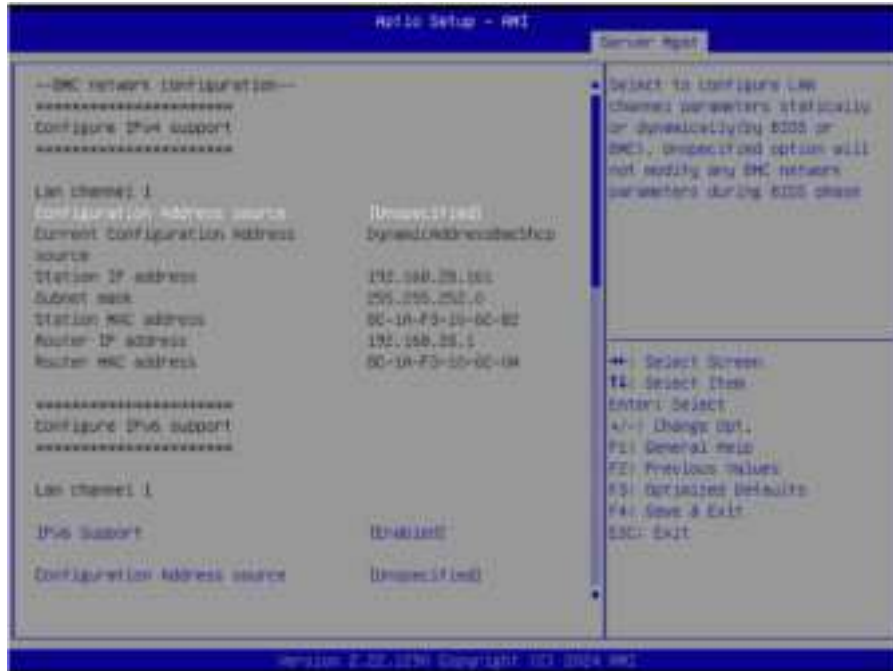 Aptio Setup - AMI
Server Mgmt
--BMC network configuration--
**********************
Configure IPv4 support
**********************
Lan channel 1
Configuration Address source [Unspecified]
Current Configuration Address DynamicAddressBmcDhcp
source
Station IP address
Subnet mask 255.255.252.0
Station MAC address
Router IP address
Router MAC address
**********************
Configure IPv6 support
**********************
Lan channel 1
IPv6 Support [Enabled]
Configuration Address source [Unspecified]
Select to configure LAN
channel parameters statically
or dynamically(by BIOS or
BMC). Unspecified option will
not modify any BMC network
parameters during BIOS phase
: Select Screen
: Select Item
Enter: Select
+/-: Change Opt.
F1: General Help
F2: Previous Values
F3: Optimized Defaults
F4: Save & Exit
ESC: Exit
Version Copyright (C) 2024 AMI